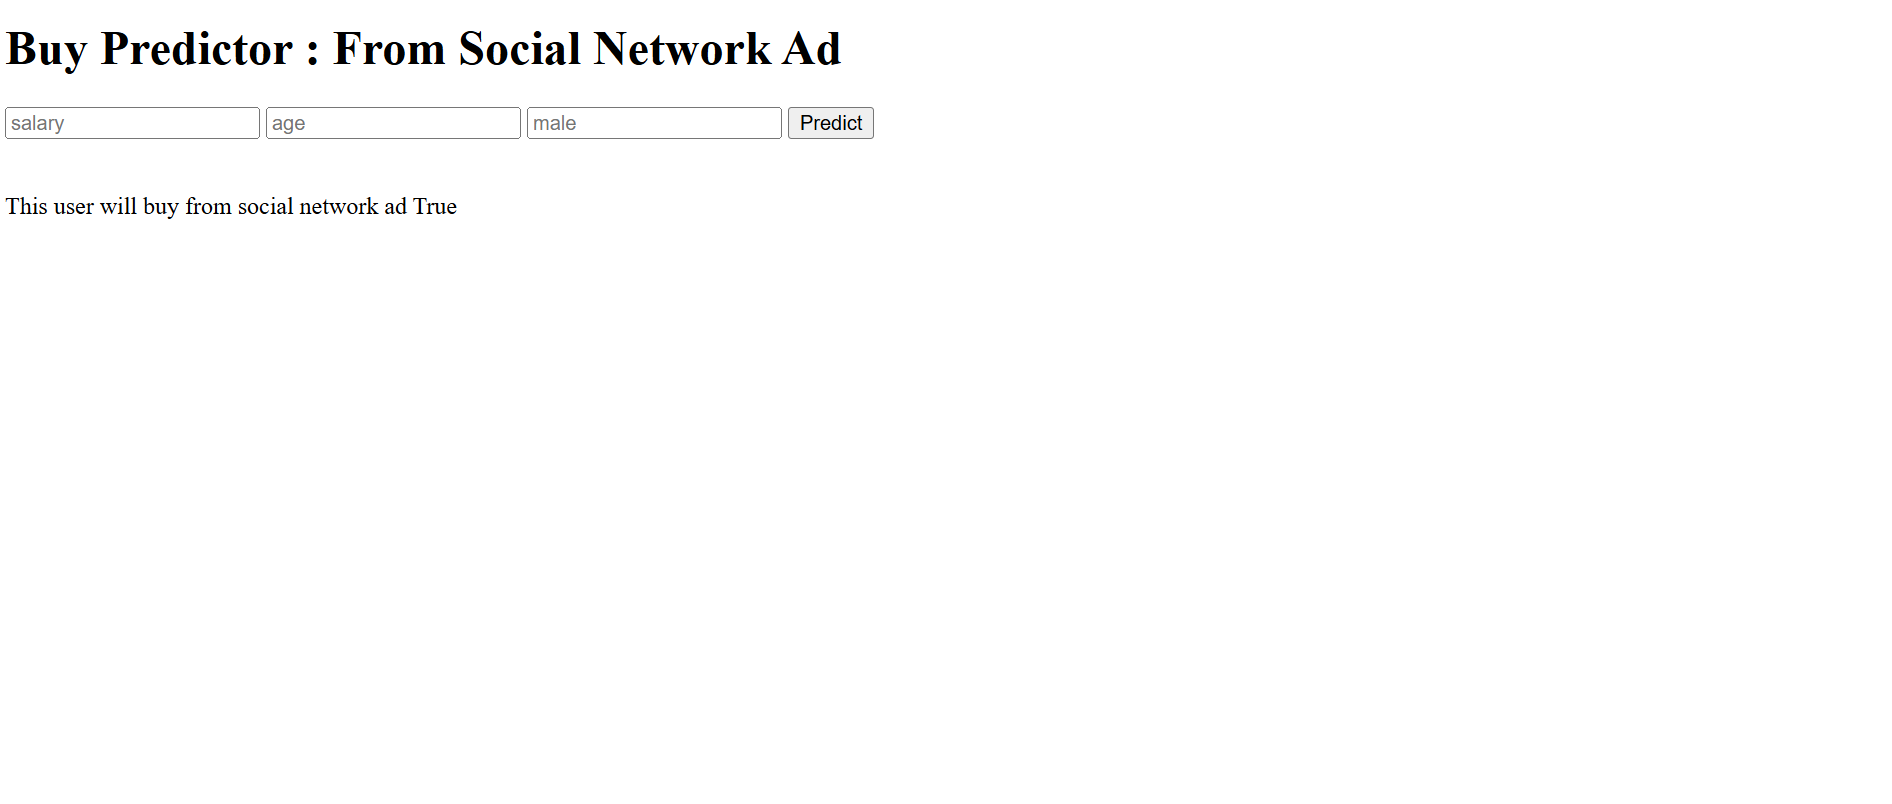 Buy Predictor : From Social Network Ad
salary age male Predict
This user will buy from social network ad True